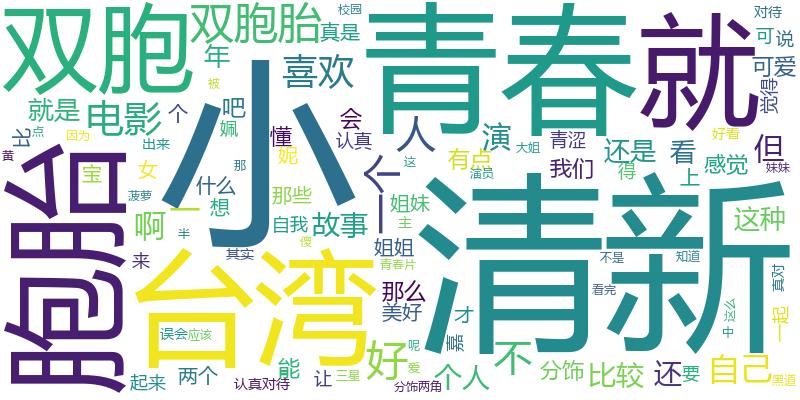 双胞
双胞胎
真是
校园
青春
就
对待
可
说
年
喜欢
可爱
觉得
被
小
就是
电影
个
吧
懂
会
认真
人
演
青涩
还是
看
但
好看
比
点
因为
出来
姵
妮
那
这
有点
演员
大姐
我们
得
感觉
上
妹妹
黄
宝
女
什么
那些
个
姐妹
菠萝
想
主
胞胎
啊
一
半
自我
故事
一
姐姐
清新
这种
来
其实
傻
青春片
不是
知道
真对
台湾
那么
美好
才
看完
嘉
中
这么
一起
误会
应该
能
好
呢
爱
不
起来
两个
认真对待
让
三星
分饰两角
个人
分饰
比较
还
要
自己
黑道